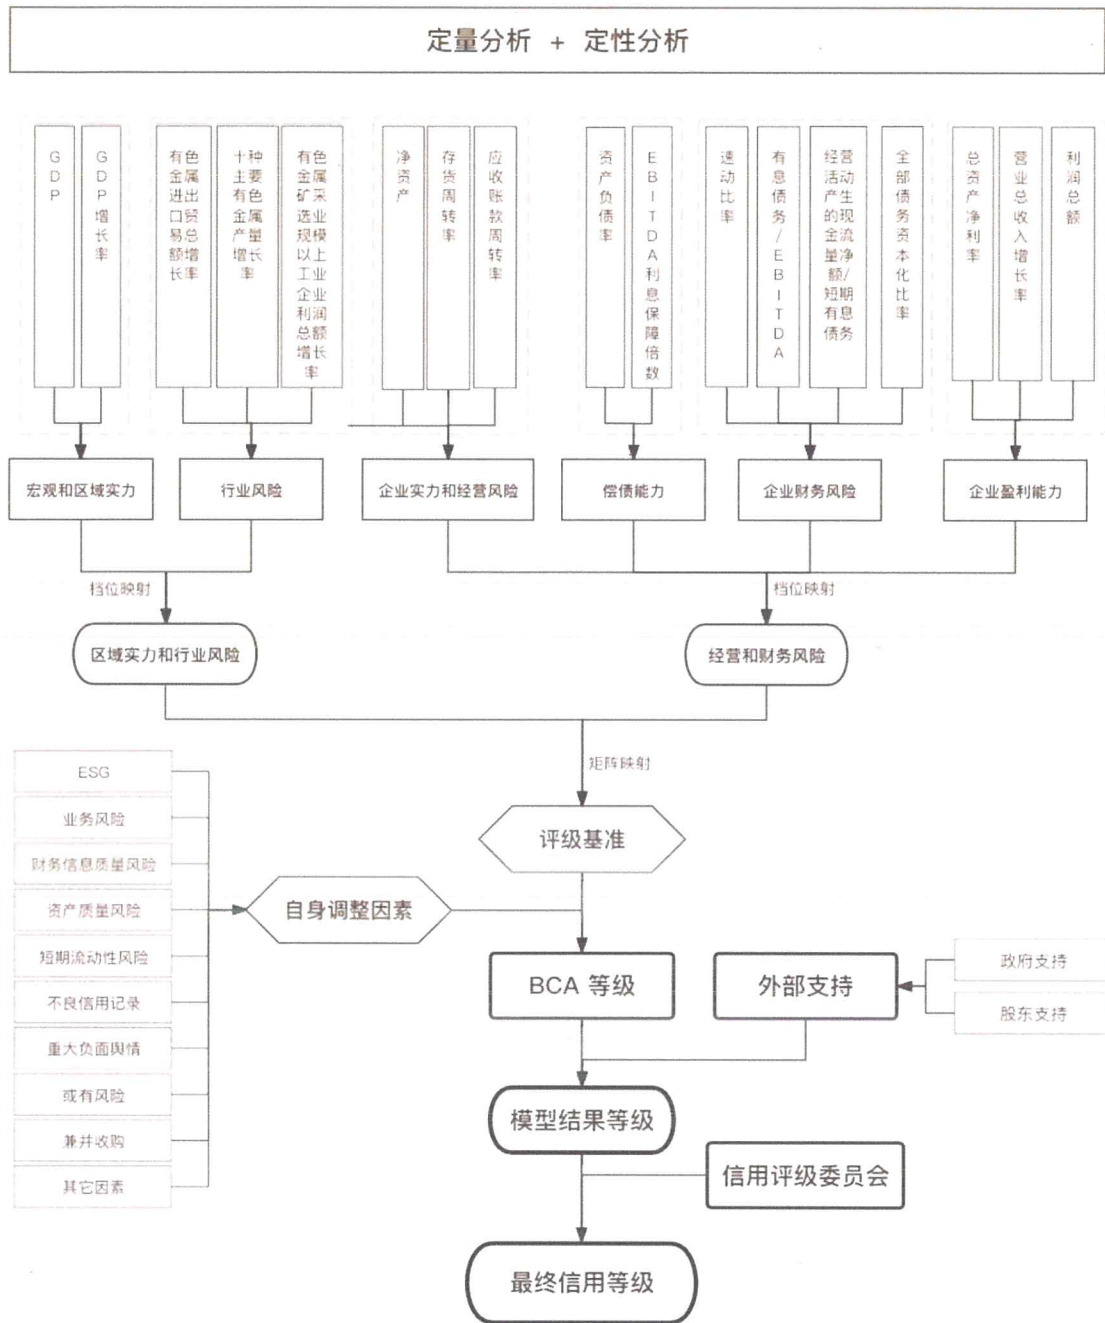 定量分析 + 定性分析
GDP
GDP增长率
有色金属进出口贸易总额增长率
十种主要有色金属产量增长率
有色金属矿采选业规模以上工业企业利润总额增长率
净资产
存货周转率
应收账款周转率
资产负债率
EBITDA利息保障倍数
速动比率
有息债务/EBITDA
经营活动产生的现金流量净额/短期有息债务
全部债务资本化比率
总资产净利率
营业总收入增长率
利润总额
宏观和区域实力
行业风险
企业实力和经营风险
偿债能力
企业财务风险
企业盈利能力
档位映射
档位映射
区域实力和行业风险
经营和财务风险
矩阵映射
ESG
业务风险
财务信息质量风险
资产质量风险
短期流动性风险
不良信用记录
重大负面舆情
或有风险
兼并收购
其它因素
评级基准
自身调整因素
BCA 等级
外部支持
政府支持
股东支持
模型结果等级
信用评级委员会
最终信用等级